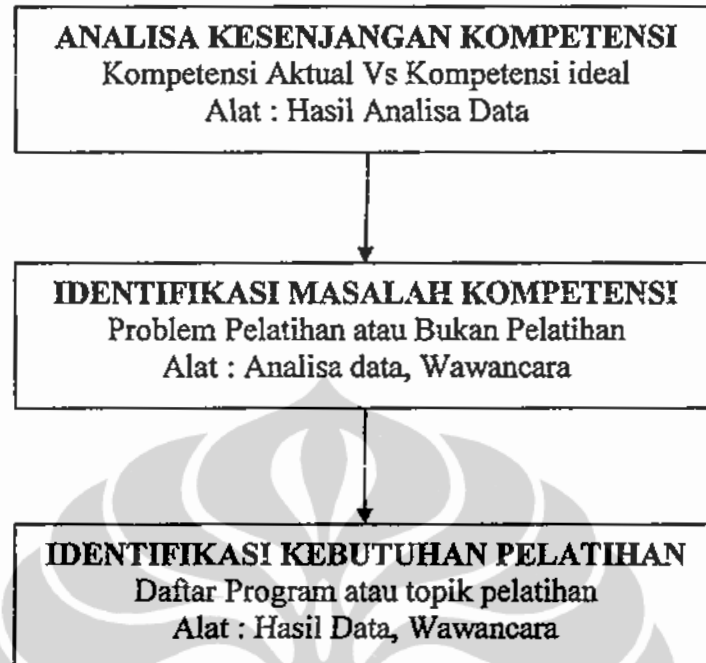 ANALISA KESENJANGAN KOMPETENSI
Kompetensi Aktual Vs Kompetensi ideal
Alat : Hasil Analisa Data
IDENTIFIKASI MASALAH KOMPETENSI
Problem Pelatihan atau Bukan Pelatihan
Alat : Analisa data, Wawancara
IDENTIFIKASI KEBUTUHAN PELATIHAN
Daftar Program atau topik pelatihan
Alat : Hasil Data, Wawancara